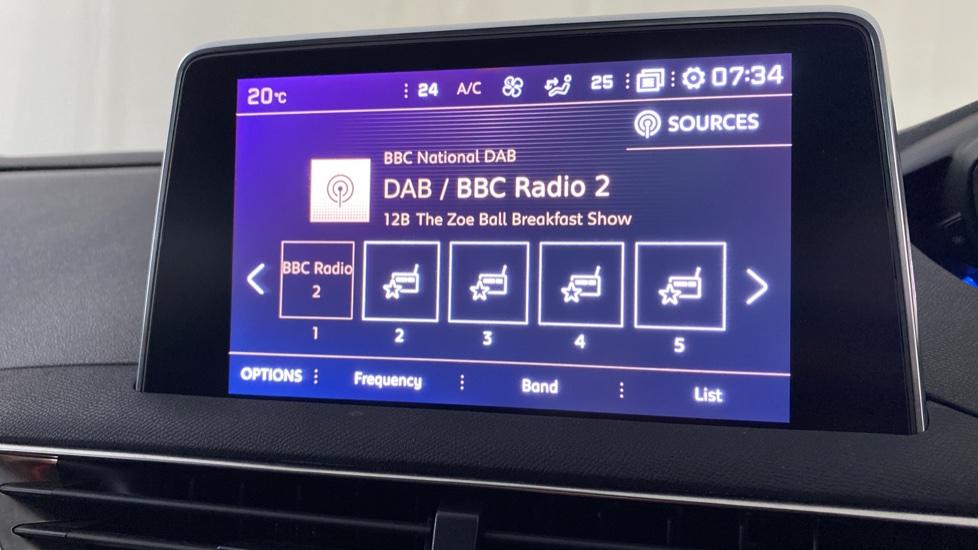 20°C 24 A/C 25 07:34
SOURCES
BBC National DAB
DAB / BBC Radio 2
12B The Zoe Ball Breakfast Show
BBC Radio
2
1 2 3 4 5
OPTIONS Frequency Band List